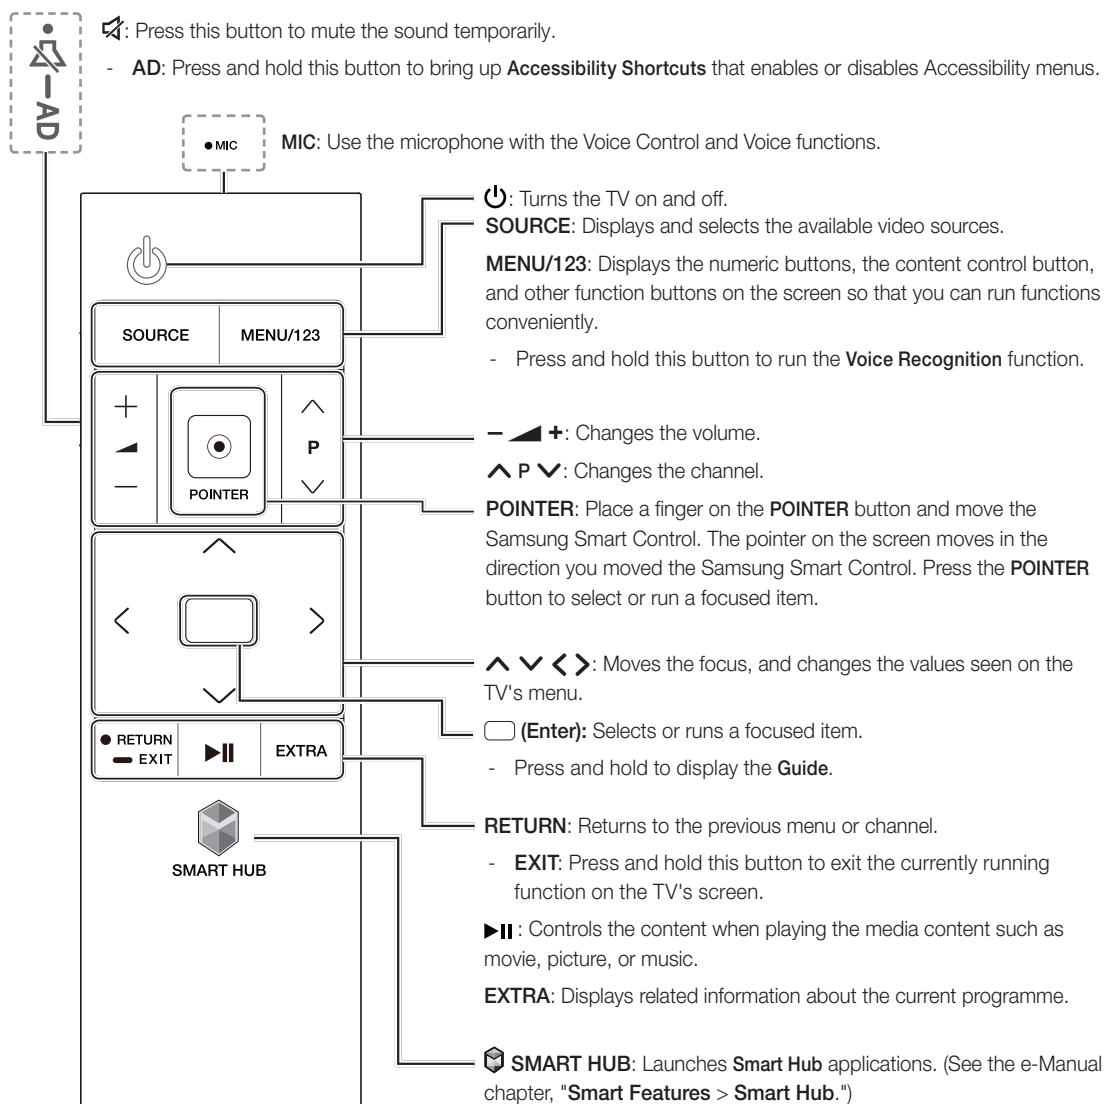 : Press this button to mute the sound temporarily.
- AD: Press and hold this button to bring up Accessibility Shortcuts that enables or disables Accessibility menus.
AD
● MIC
MIC: Use the microphone with the Voice Control and Voice functions.
: Turns the TV on and off.
SOURCE: Displays and selects the available video sources.
MENU/123: Displays the numeric buttons, the content control button,
and other function buttons on the screen so that you can run functions
conveniently.
- Press and hold this button to run the Voice Recognition function.
SOURCE
MENU/123
+
P
—
POINTER
− +: Changes the volume.
P : Changes the channel.
POINTER: Place a finger on the POINTER button and move the
Samsung Smart Control. The pointer on the screen moves in the
direction you moved the Samsung Smart Control. Press the POINTER
button to select or run a focused item.
: Moves the focus, and changes the values seen on the
TV's menu.
(Enter): Selects or runs a focused item.
- Press and hold to display the Guide.
RETURN
EXIT
EXTRA
SMART HUB
RETURN: Returns to the previous menu or channel.
- EXIT: Press and hold this button to exit the currently running
function on the TV's screen.
: Controls the content when playing the media content such as
movie, picture, or music.
EXTRA: Displays related information about the current programme.
SMART HUB: Launches Smart Hub applications. (See the e-Manual
chapter, "Smart Features > Smart Hub.")